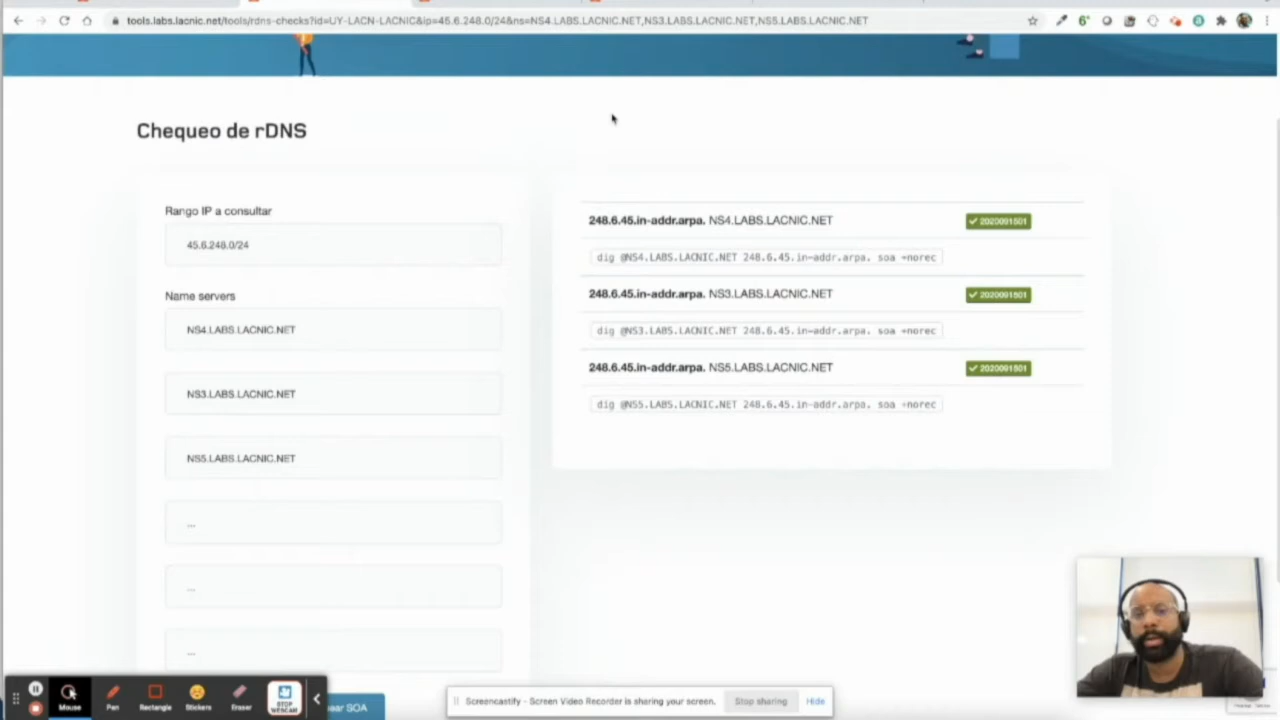 tools.labs.lacnic.net/tools/rdns-checks?id=UY-LACN-LACNIC&ip=45.6.248.0/24&ns=NS4.LABS.LACNIC.NET,NS3.LABS.LACNIC.NET,NS5.LABS.LACNIC.NET
Chequeo de rDNS
Rango IP a consultar
45.6.248.0/24
Name servers
NS4.LABS.LACNIC.NET
NS3.LABS.LACNIC.NET
NS5.LABS.LACNIC.NET
...
...
...
248.6.45.in-addr.arpa. NS4.LABS.LACNIC.NET
2020091501
dig @NS4.LABS.LACNIC.NET 248.6.45.in-addr.arpa. soa +norec
248.6.45.in-addr.arpa. NS3.LABS.LACNIC.NET
2020091501
dig @NS3.LABS.LACNIC.NET 248.6.45.in-addr.arpa. soa +norec
248.6.45.in-addr.arpa. NS5.LABS.LACNIC.NET
2020091501
dig @NS5.LABS.LACNIC.NET 248.6.45.in-addr.arpa. soa +norec
Mouse
Pen
Rectangle
Stickers
Eraser
STOP WEBCAM
SOA
Screencastify - Screen Video Recorder is sharing your screen.
Stop sharing
Hide